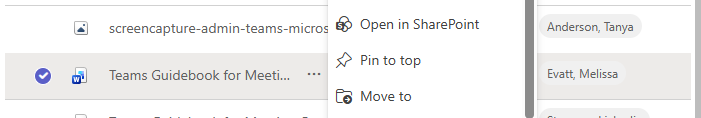 screencapture-admin-teams-micros
Open in SharePoint
Anderson, Tanya
Teams Guidebook for Meeti...
Pin to top
Evatt, Melissa
Move to